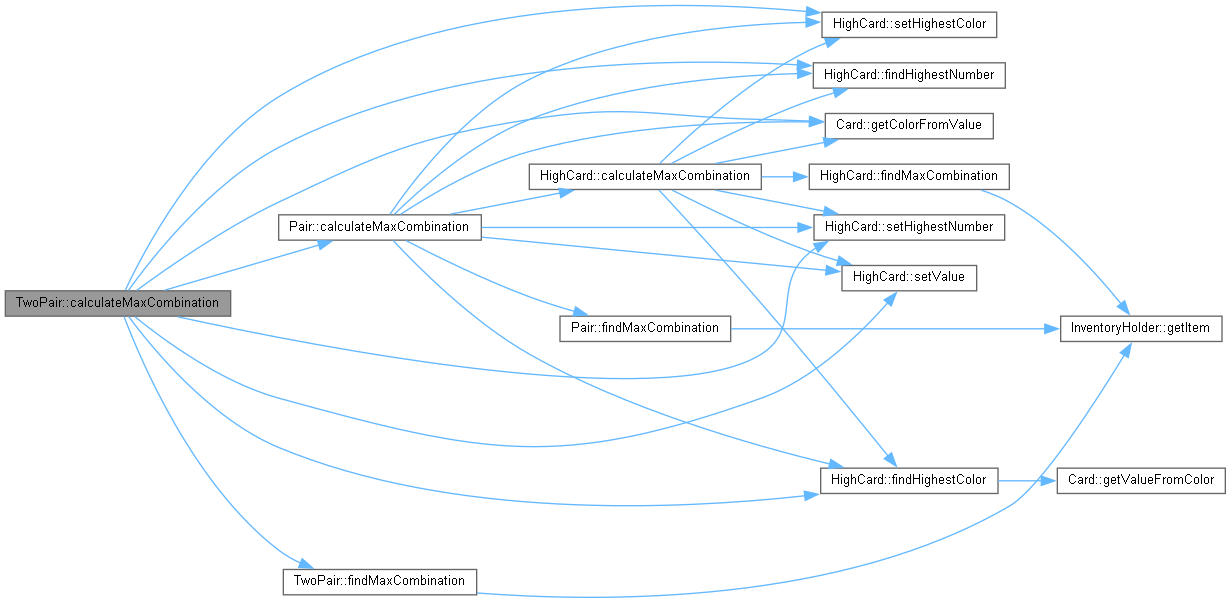 HighCard::setHighestColor
HighCard::findHighestNumber
Card::getColorFromValue
HighCard::calculateMaxCombination
HighCard::findMaxCombination
Pair::calculateMaxCombination
HighCard::setHighestNumber
HighCard::setValue
TwoPair::calculateMaxCombination
Pair::findMaxCombination
InventoryHolder::getItem
HighCard::findHighestColor
Card::getValueFromColor
TwoPair::findMaxCombination